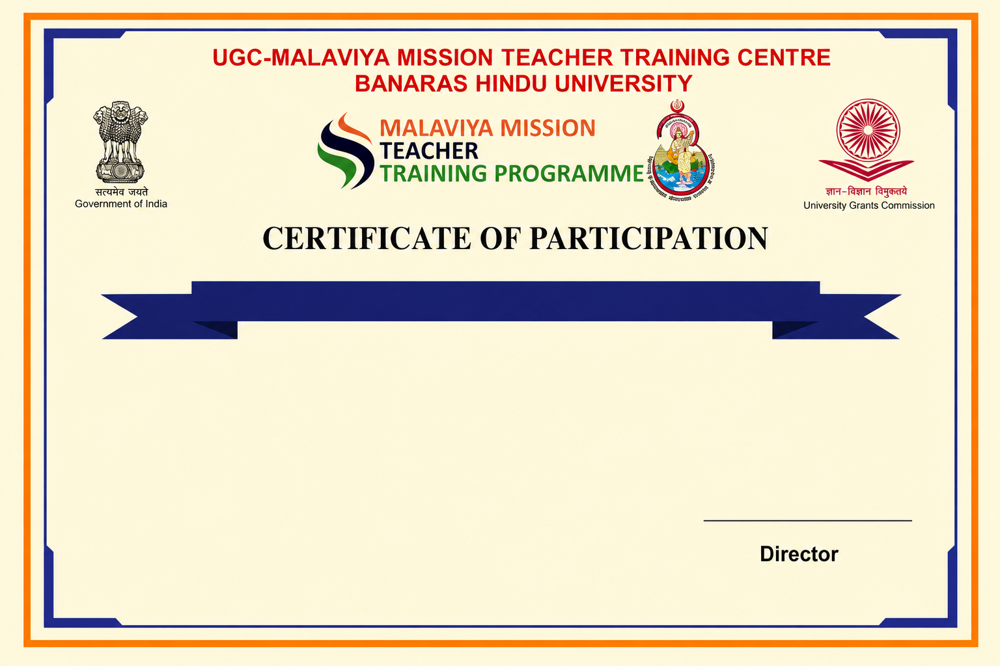 UGC-MALAVIYA MISSION TEACHER TRAINING CENTRE
BANARAS HINDU UNIVERSITY
MALAVIYA MISSION
TEACHER
TRAINING PROGRAMME
सत्यमेव जयते
Government of India
ज्ञान-विज्ञान विमुक्तये
University Grants Commission
CERTIFICATE OF PARTICIPATION
Director